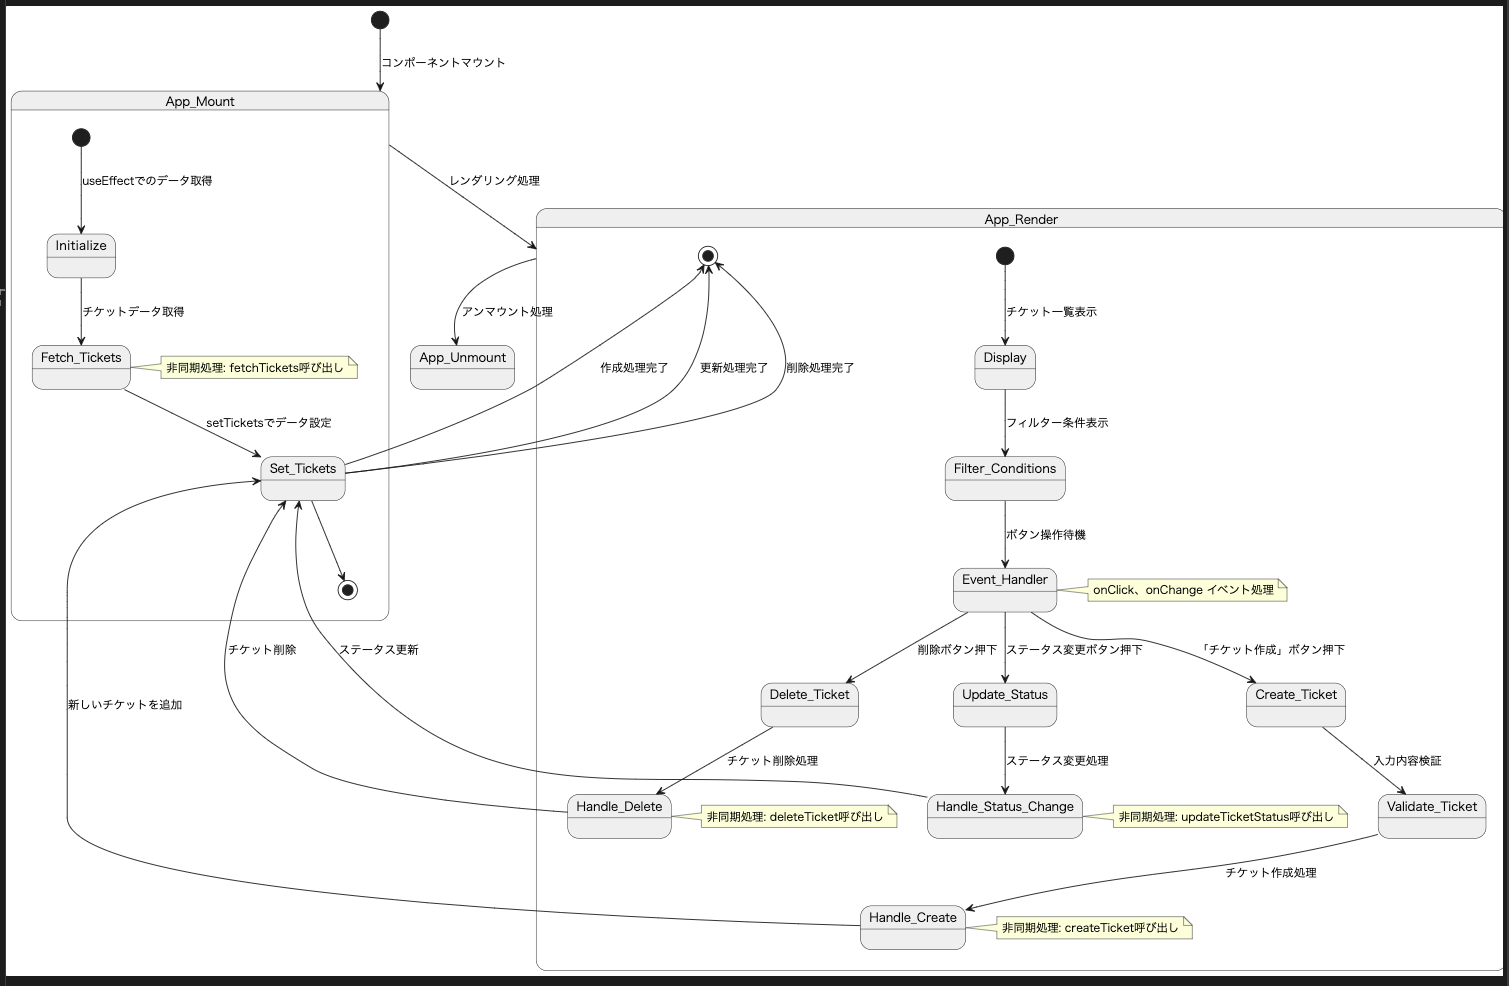 コンポーネントマウント
App_Mount
useEffectでのデータ取得
レンダリング処理
App_Render
Initialize
チケットデータ取得
アンマウント処理
チケット一覧表示
Fetch_Tickets
非同期処理: fetchTickets呼び出し
App_Unmount
作成処理完了
更新処理完了
削除処理完了
Display
setTicketsでデータ設定
フィルター条件表示
Set_Tickets
Filter_Conditions
ボタン操作待機
Event_Handler
onClick、onChange イベント処理
チケット削除
ステータス更新
削除ボタン押下
ステータス変更ボタン押下
「チケット作成」ボタン押下
新しいチケットを追加
Delete_Ticket
Update_Status
Create_Ticket
チケット削除処理
ステータス変更処理
入力内容検証
Handle_Delete
非同期処理: deleteTicket呼び出し
Handle_Status_Change
非同期処理: updateTicketStatus呼び出し
Validate_Ticket
チケット作成処理
Handle_Create
非同期処理: createTicket呼び出し